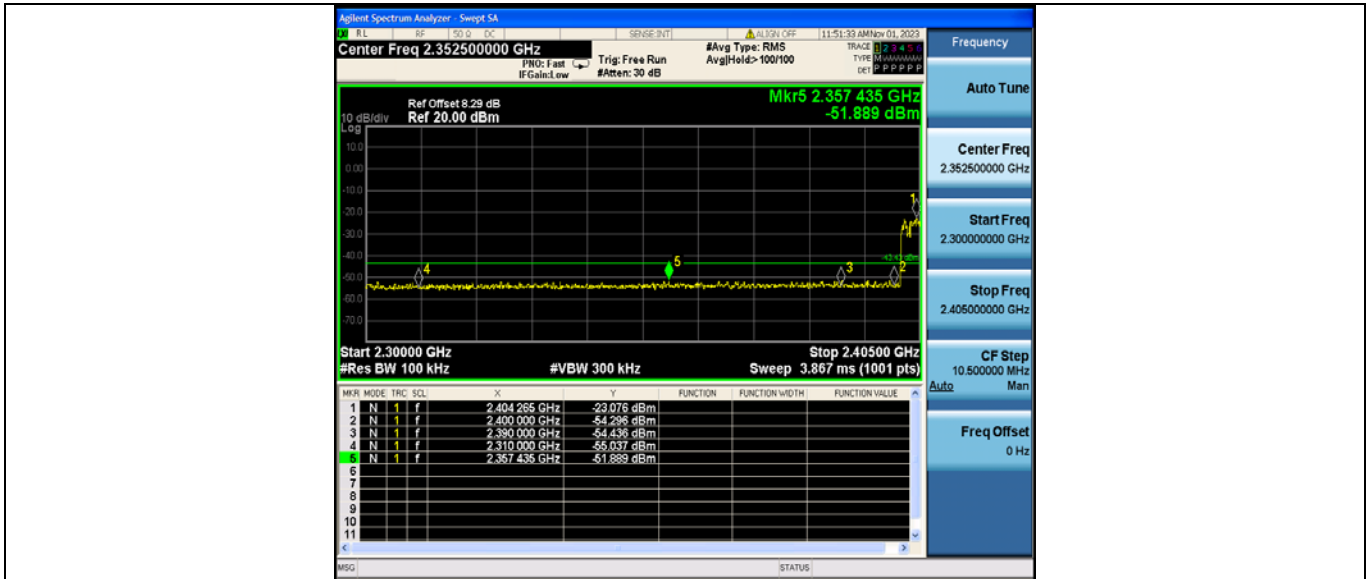 Agilent Spectrum Analyzer - Swept SA
RL RF 50 Ω DC SENSE:INT ALIGN OFF 11:51:33 AM Nov 01, 2023
Center Freq 2.352500000 GHz
PNO: Fast
IFGain:Low
Trig: Free Run
#Atten: 30 dB
#Avg Type: RMS
Avg|Hold:> 100/100
TRACE 1 2 3 4 5 6
TYPE M
DET P P P P P P
Ref Offset 8.29 dB
10 dB/div Ref 20.00 dBm
Log
Mkr5 2.357 435 GHz
-51.889 dBm
10.0
0.00
-10.0
-20.0
-30.0
-40.0
-50.0
-60.0
-70.0
1
2
3
4
5
Start 2.30000 GHz Stop 2.40500 GHz
#Res BW 100 kHz #VBW 300 kHz Sweep 3.867 ms (1001 pts)
MKR MODE TRC SCL X Y FUNCTION FUNCTION WIDTH FUNCTION VALUE
1 N 1 f 2.404 265 GHz -23.076 dBm
2 N 1 f 2.400 000 GHz -54.296 dBm
3 N 1 f 2.390 000 GHz -54.436 dBm
4 N 1 f 2.310 000 GHz -55.037 dBm
5 N 1 f 2.357 435 GHz -51.889 dBm
6
7
8
9
10
11
MSG STATUS
Frequency
Auto Tune
Center Freq
2.352500000 GHz
Start Freq
2.300000000 GHz
Stop Freq
2.405000000 GHz
CF Step
10.500000 MHz
Auto Man
Freq Offset
0 Hz